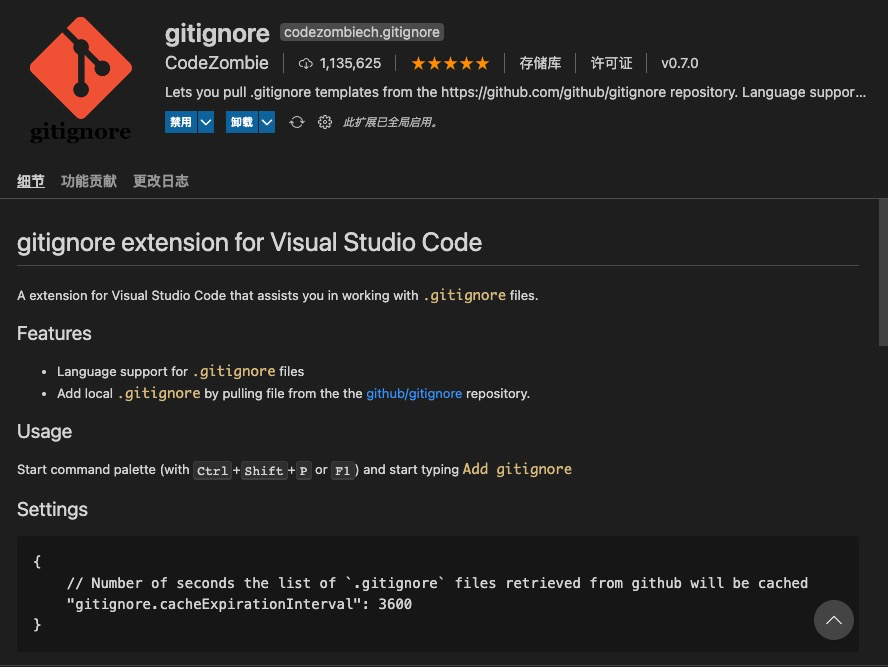 gitignore codezombiech.gitignore
CodeZombie 1,135,625 存储库 许可证 v0.7.0
Lets you pull .gitignore templates from the https://github.com/github/gitignore repository. Language suppor...
禁用 卸载 此扩展已全局启用。
gitignore
细节 功能贡献 更改日志
gitignore extension for Visual Studio Code
A extension for Visual Studio Code that assists you in working with .gitignore files.
Features
• Language support for .gitignore files
• Add local .gitignore by pulling file from the the github/gitignore repository.
Usage
Start command palette (with Ctrl+Shift+P or F1) and start typing Add gitignore
Settings
{
// Number of seconds the list of `.gitignore` files retrieved from github will be cached
"gitignore.cacheExpirationInterval": 3600
}